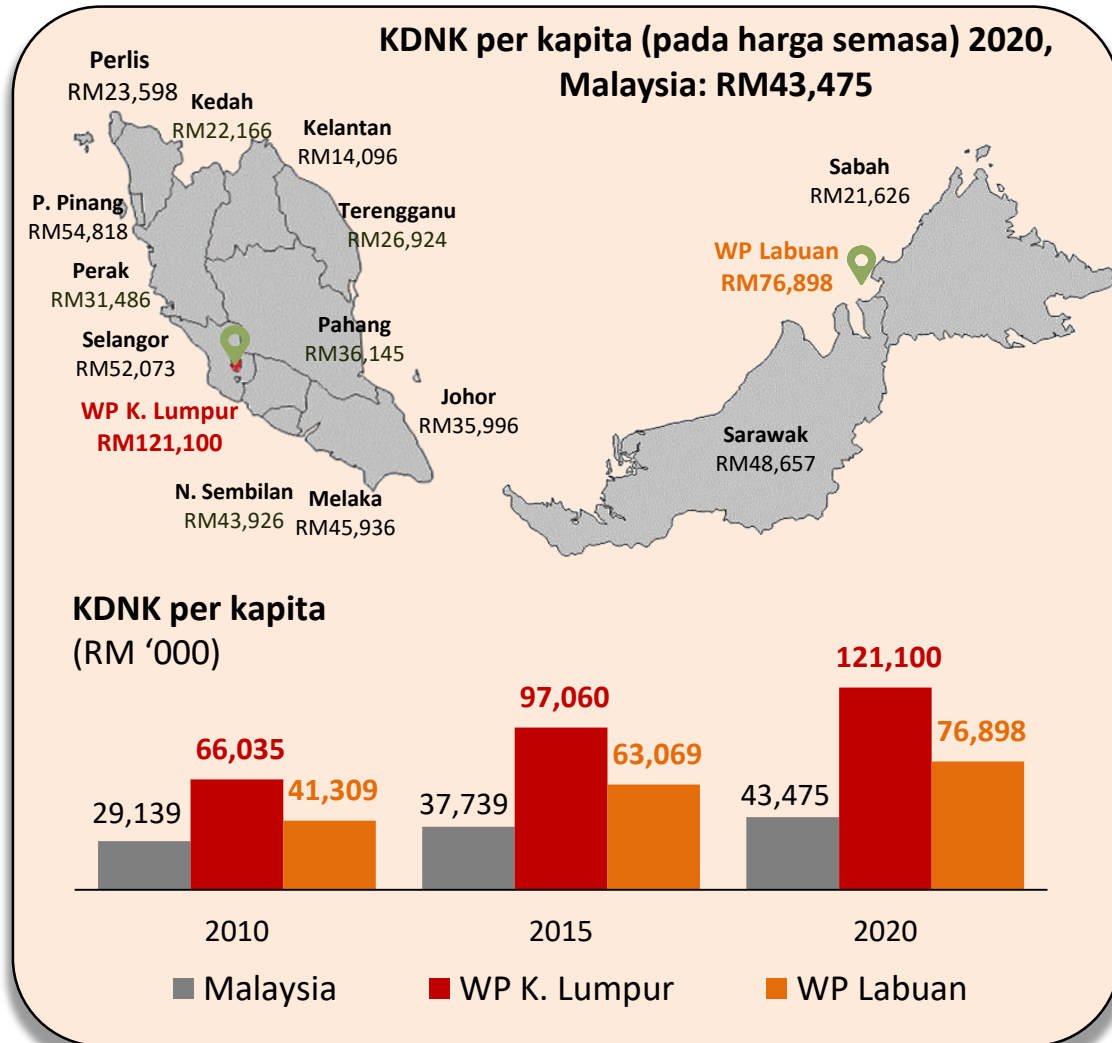 KDNK per kapita (pada harga semasa) 2020,
Malaysia: RM43,475
Perlis
RM23,598
Kedah
RM22,166
Kelantan
RM14,096
P. Pinang
RM54,818
Terengganu
RM26,924
Perak
RM31,486
Selangor
RM52,073
Pahang
RM36,145
WP K. Lumpur
RM121,100
Johor
RM35,996
N. Sembilan
RM43,926
Melaka
RM45,936
Sabah
RM21,626
WP Labuan
RM76,898
Sarawak
RM48,657
KDNK per kapita
(RM ‘000)
29,139
66,035
41,309
37,739
97,060
63,069
43,475
121,100
76,898
2010
2015
2020
Malaysia
WP K. Lumpur
WP Labuan